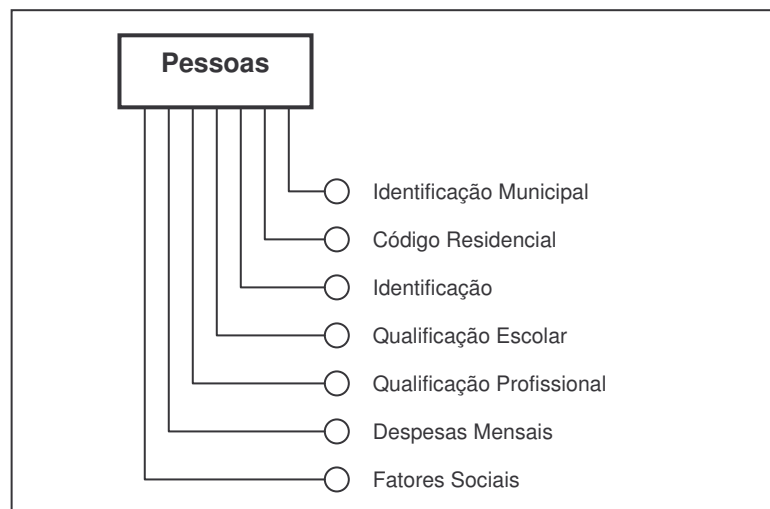 Pessoas
Identificação Municipal
Código Residencial
Identificação
Qualificação Escolar
Qualificação Profissional
Despesas Mensais
Fatores Sociais